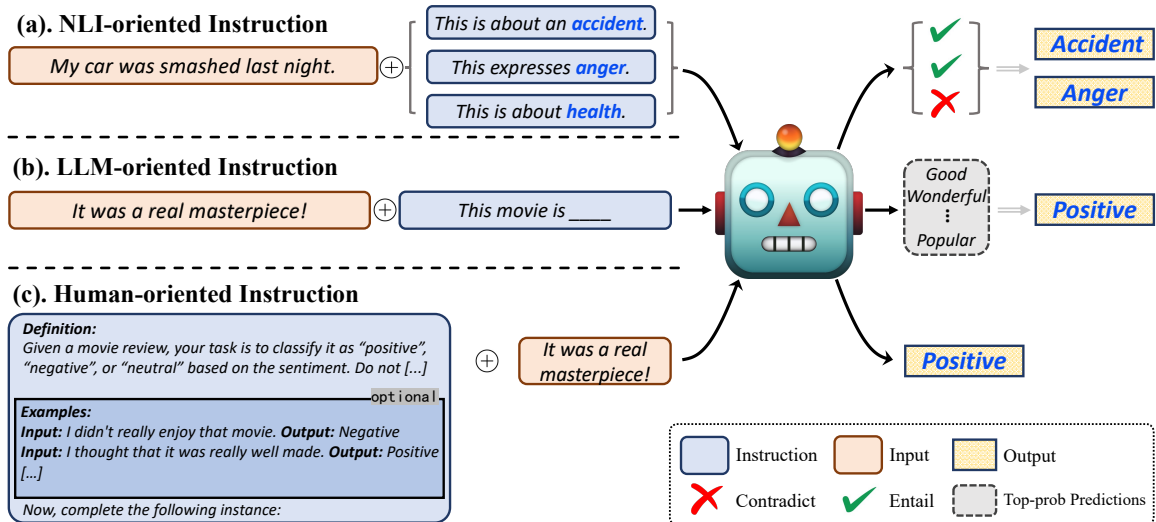 (a). NLI-oriented Instruction
My car was smashed last night.
This is about an accident.
This expresses anger.
This is about health.
Accident
Anger
(b). LLM-oriented Instruction
It was a real masterpiece!
This movie is ____
Good
Wonderful
Popular
Positive
(c). Human-oriented Instruction
Definition:
Given a movie review, your task is to classify it as “positive”,
“negative”, or “neutral” based on the sentiment. Do not [...]
optional
Examples:
Input: I didn't really enjoy that movie. Output: Negative
Input: I thought that it was really well made. Output: Positive
[...]
Now, complete the following instance:
It was a real
masterpiece!
Positive
Instruction
Input
Output
Contradict
Entail
Top-prob Predictions